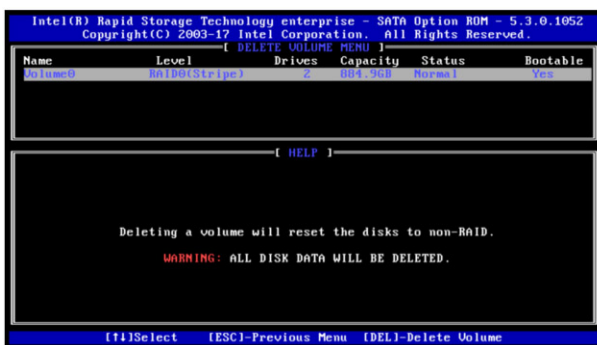 Intel(R) Rapid Storage Technology enterprise - SATA Option ROM - 5.3.0.1052
Copyright(C) 2003-17 Intel Corporation. All Rights Reserved.
[ DELETE VOLUME MENU ]
Name Level Drives Capacity Status Bootable
Volume0 RAID0(Stripe) 2 884.9GB Normal Yes
[ HELP ]
Deleting a volume will reset the disks to non-RAID.
WARNING: ALL DISK DATA WILL BE DELETED.
[↑↓]Select [ESC]-Previous Menu [DEL]-Delete Volume